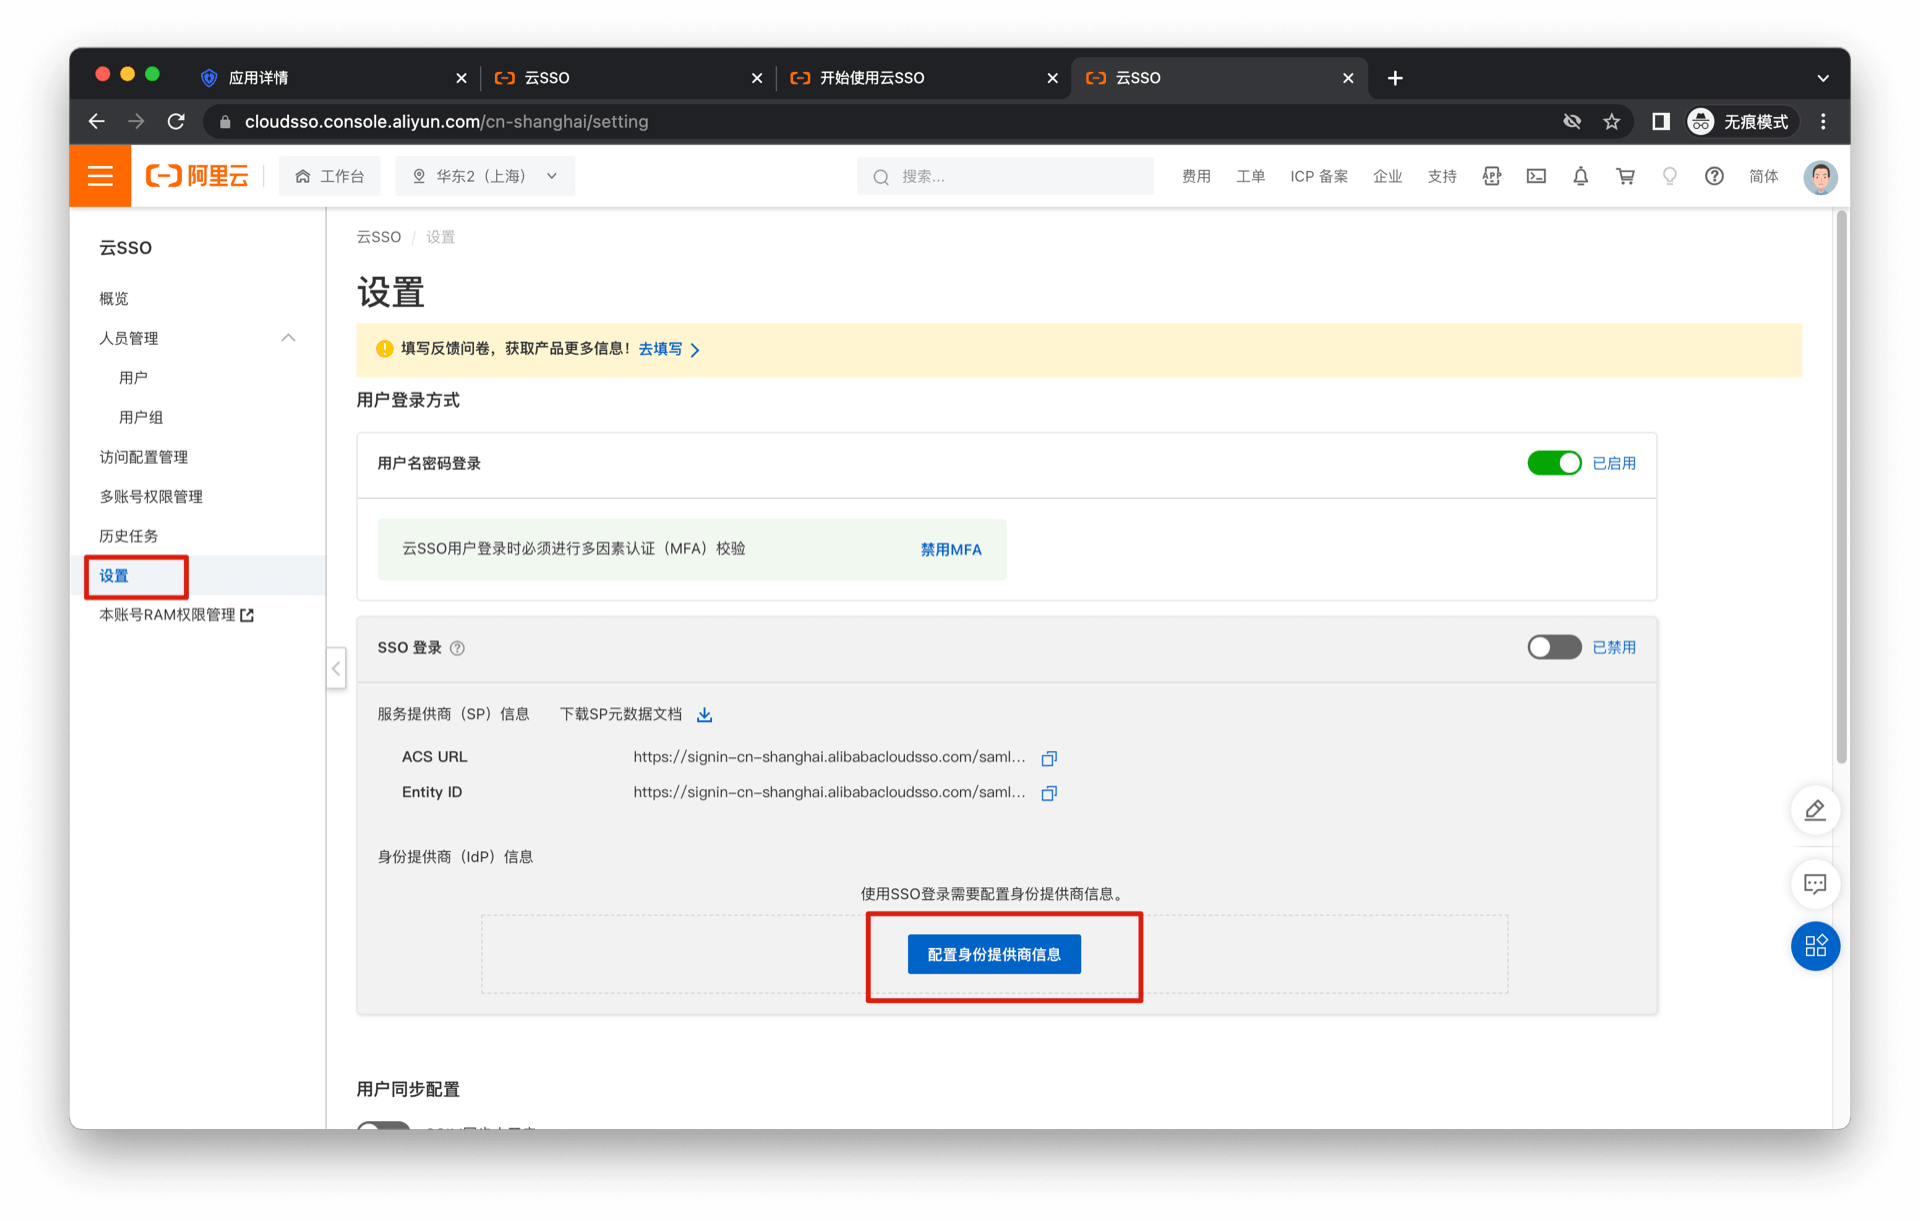 应用详情
云SSO
开始使用云SSO
云SSO
cloudsso.console.aliyun.com/cn-shanghai/setting
无痕模式
阿里云
工作台
华东2（上海）
搜索...
费用
工单
ICP 备案
企业
支持
简体
云SSO
概览
人员管理
用户
用户组
访问配置管理
多账号权限管理
历史任务
设置
本账号RAM权限管理
云SSO / 设置
设置
填写反馈问卷，获取产品更多信息！去填写
用户登录方式
用户名密码登录
已启用
云SSO用户登录时必须进行多因素认证（MFA）校验
禁用MFA
SSO 登录
已禁用
服务提供商（SP）信息
下载SP元数据文档
ACS URL
https://signin-cn-shanghai.alibabacloudsso.com/saml...
Entity ID
https://signin-cn-shanghai.alibabacloudsso.com/saml...
身份提供商（IdP）信息
使用SSO登录需要配置身份提供商信息。
配置身份提供商信息
用户同步配置